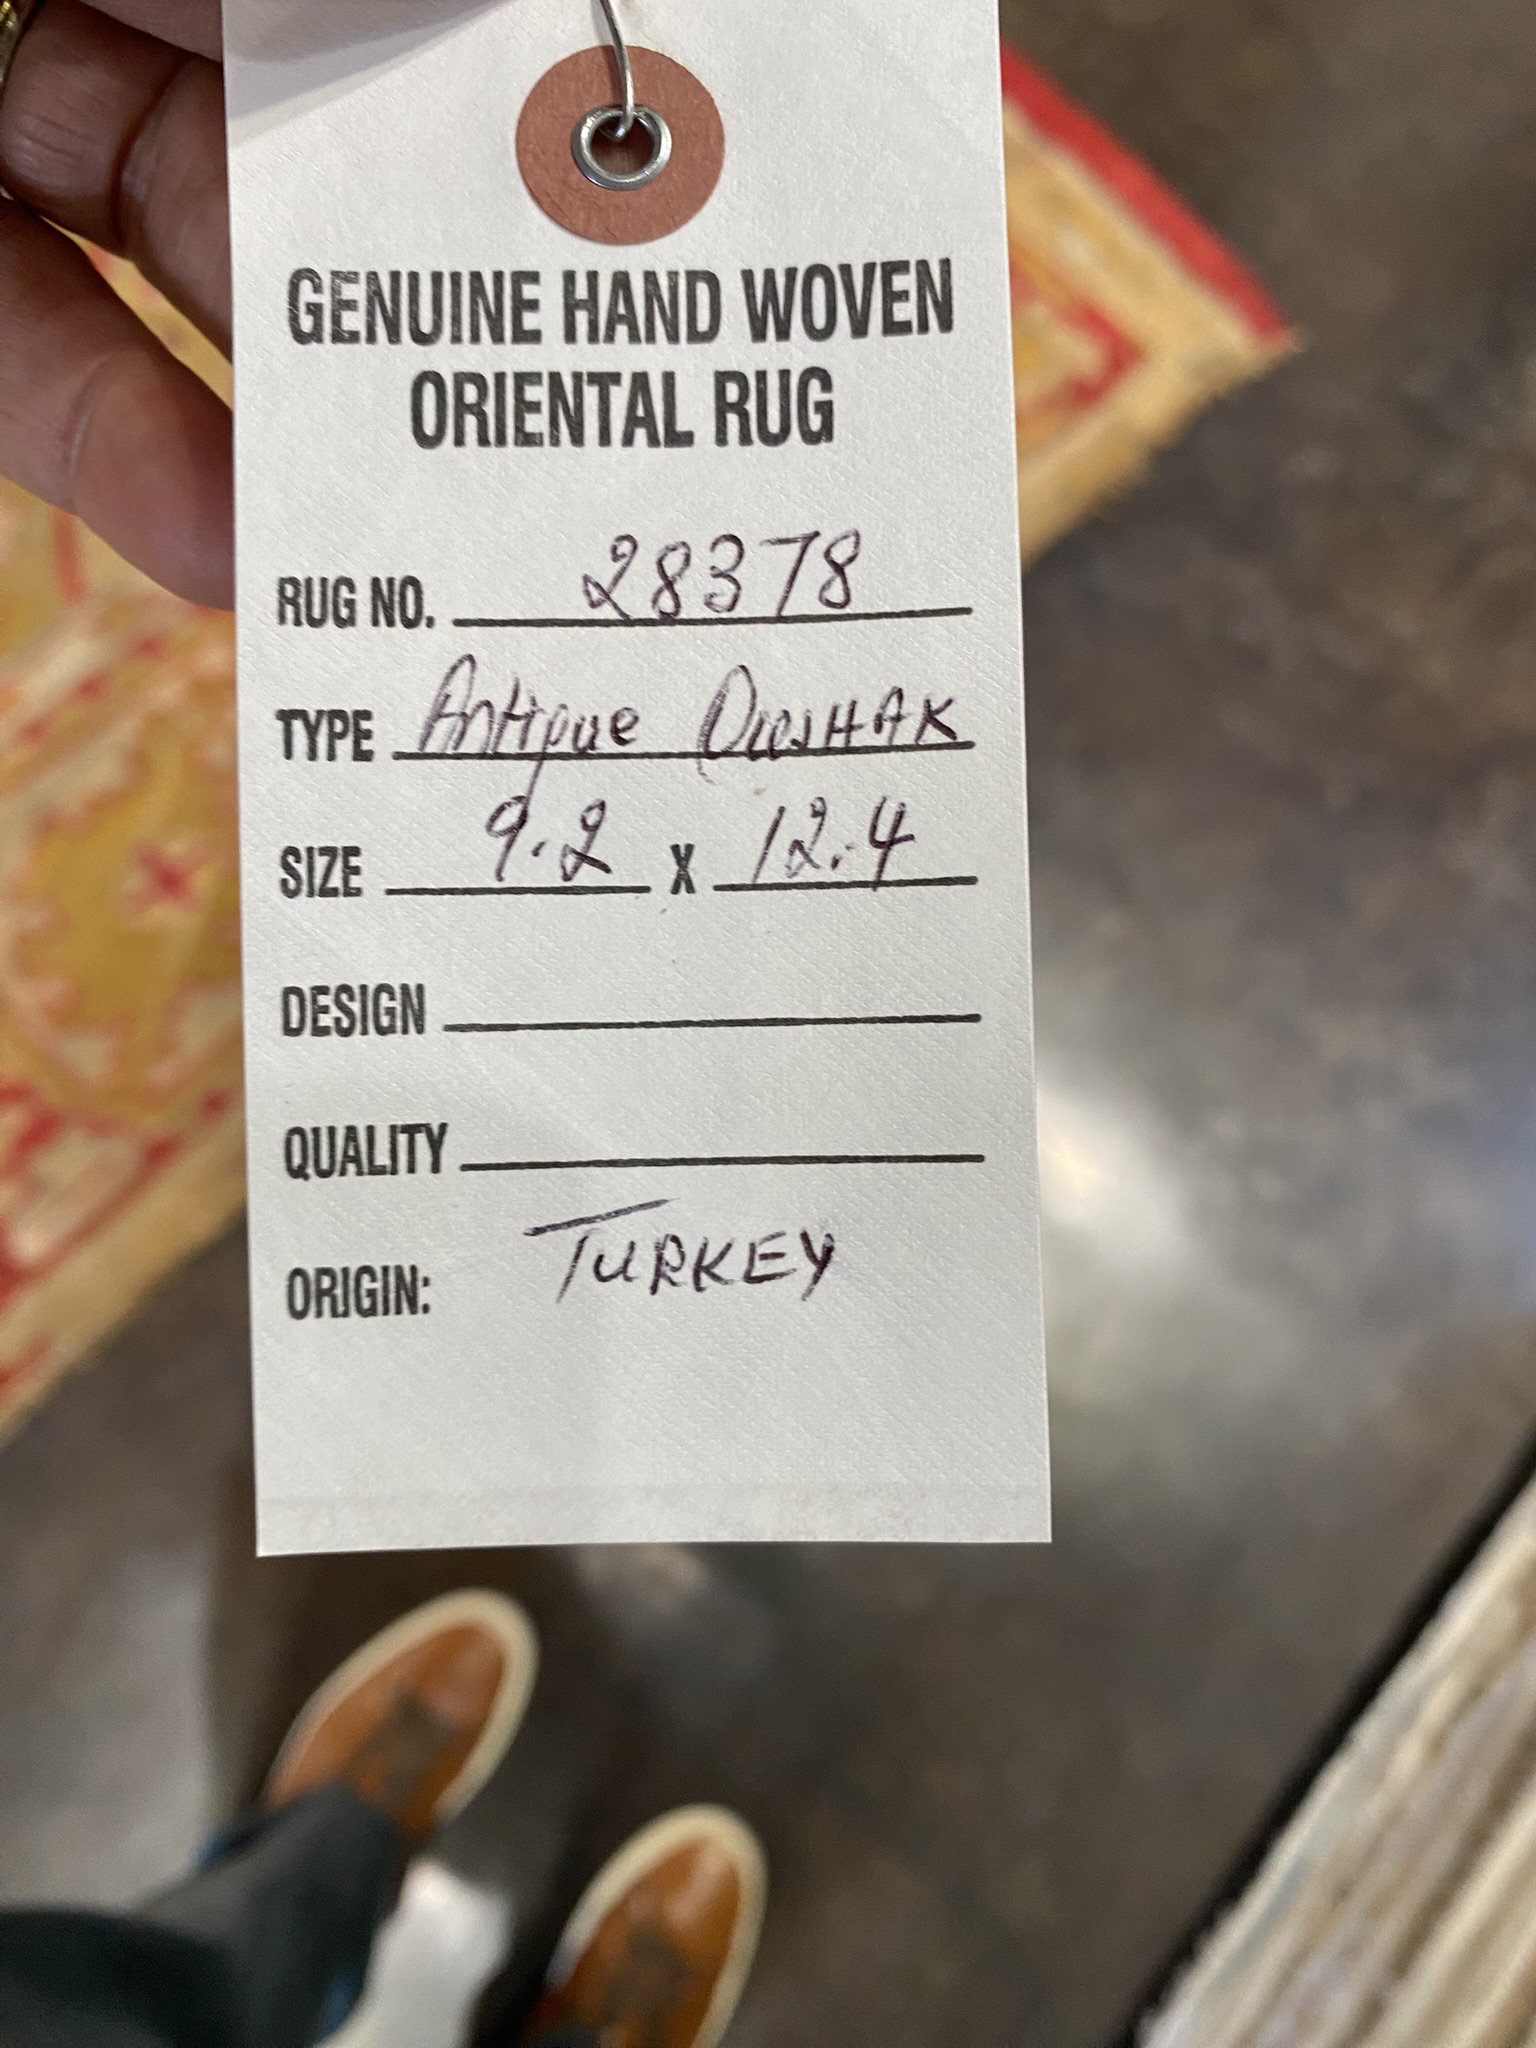 GENUINE HAND WOVEN
ORIENTAL RUG
RUG NO. 28378
TYPE Antique OUSHAK
SIZE 9.2 X 12.4
DESIGN
QUALITY
ORIGIN: TURKEY